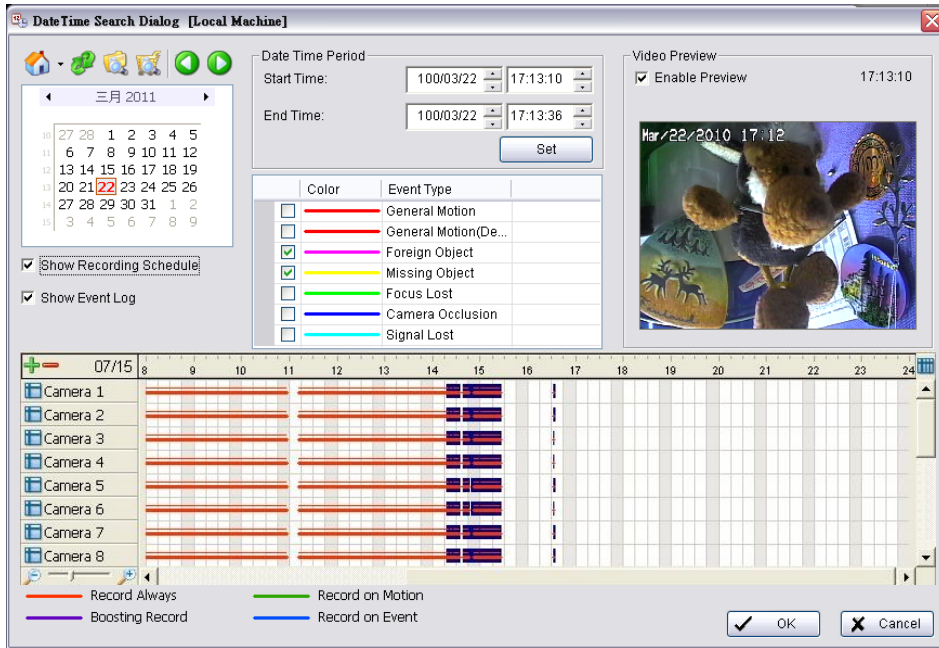 DateTime Search Dialog [Local Machine]
三月 2011
10 27 28 1 2 3 4 5
11 6 7 8 9 10 11 12
12 13 14 15 16 17 18 19
13 20 21 22 23 24 25 26
14 27 28 29 30 31 1 2
15 3 4 5 6 7 8 9
Show Recording Schedule
Show Event Log
Date Time Period
Start Time: 100/03/22 17:13:10
End Time: 100/03/22 17:13:36
Set
Color Event Type
General Motion
General Motion(De...
Foreign Object
Missing Object
Focus Lost
Camera Occlusion
Signal Lost
Video Preview
Enable Preview 17:13:10
Mar/22/2010 17:12
07/15 8 9 10 11 12 13 14 15 16 17 18 19 20 21 22 23 24
Camera 1
Camera 2
Camera 3
Camera 4
Camera 5
Camera 6
Camera 7
Camera 8
Record Always Record on Motion
Boosting Record Record on Event
OK Cancel